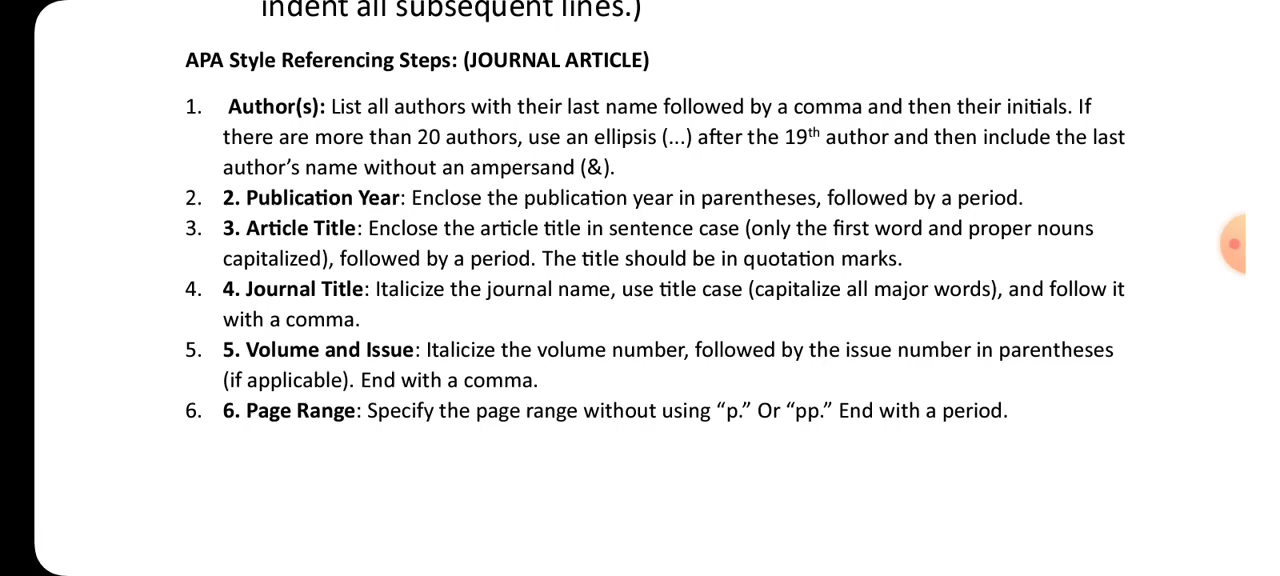 indent all subsequent lines.)
APA Style Referencing Steps: (JOURNAL ARTICLE)
1. Author(s): List all authors with their last name followed by a comma and then their initials. If
there are more than 20 authors, use an ellipsis (...) after the 19th author and then include the last
author’s name without an ampersand (&).
2. 2. Publication Year: Enclose the publication year in parentheses, followed by a period.
3. 3. Article Title: Enclose the article title in sentence case (only the first word and proper nouns
capitalized), followed by a period. The title should be in quotation marks.
4. 4. Journal Title: Italicize the journal name, use title case (capitalize all major words), and follow it
with a comma.
5. 5. Volume and Issue: Italicize the volume number, followed by the issue number in parentheses
(if applicable). End with a comma.
6. 6. Page Range: Specify the page range without using “p.” Or “pp.” End with a period.